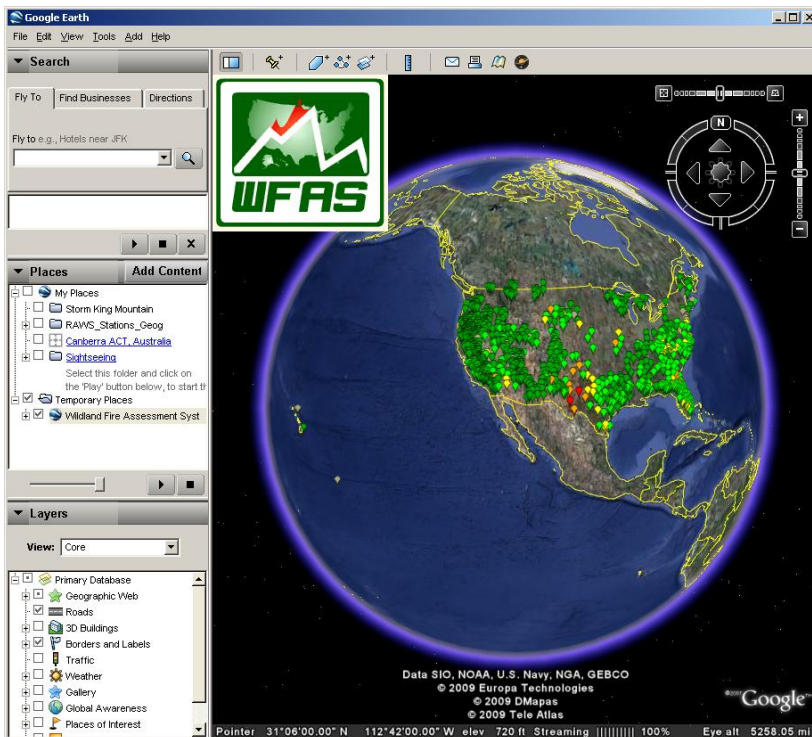 Google Earth
File Edit View Tools Add Help
Search
Fly To Find Businesses Directions
Fly to e.g., Hotels near JFK
Places Add Content
My Places
Storm King Mountain
RAWS_Stations_Geog
Canberra ACT, Australia
Sightseeing
Select this folder and click on
the 'Play' button below, to start th
Temporary Places
Wildland Fire Assessment Syst
Layers
View: Core
Primary Database
Geographic Web
Roads
3D Buildings
Borders and Labels
Traffic
Weather
Gallery
Global Awareness
Places of Interest
WFAS
N
Data SIO, NOAA, U.S. Navy, NGA, GEBCO
© 2009 Europa Technologies
© 2009 DMapas
© 2009 Tele Atlas
©2007 Google™
Pointer 31°06'00.00" N 112°42'00.00" W elev 720 ft Streaming 100% Eye alt 5258.05 mi